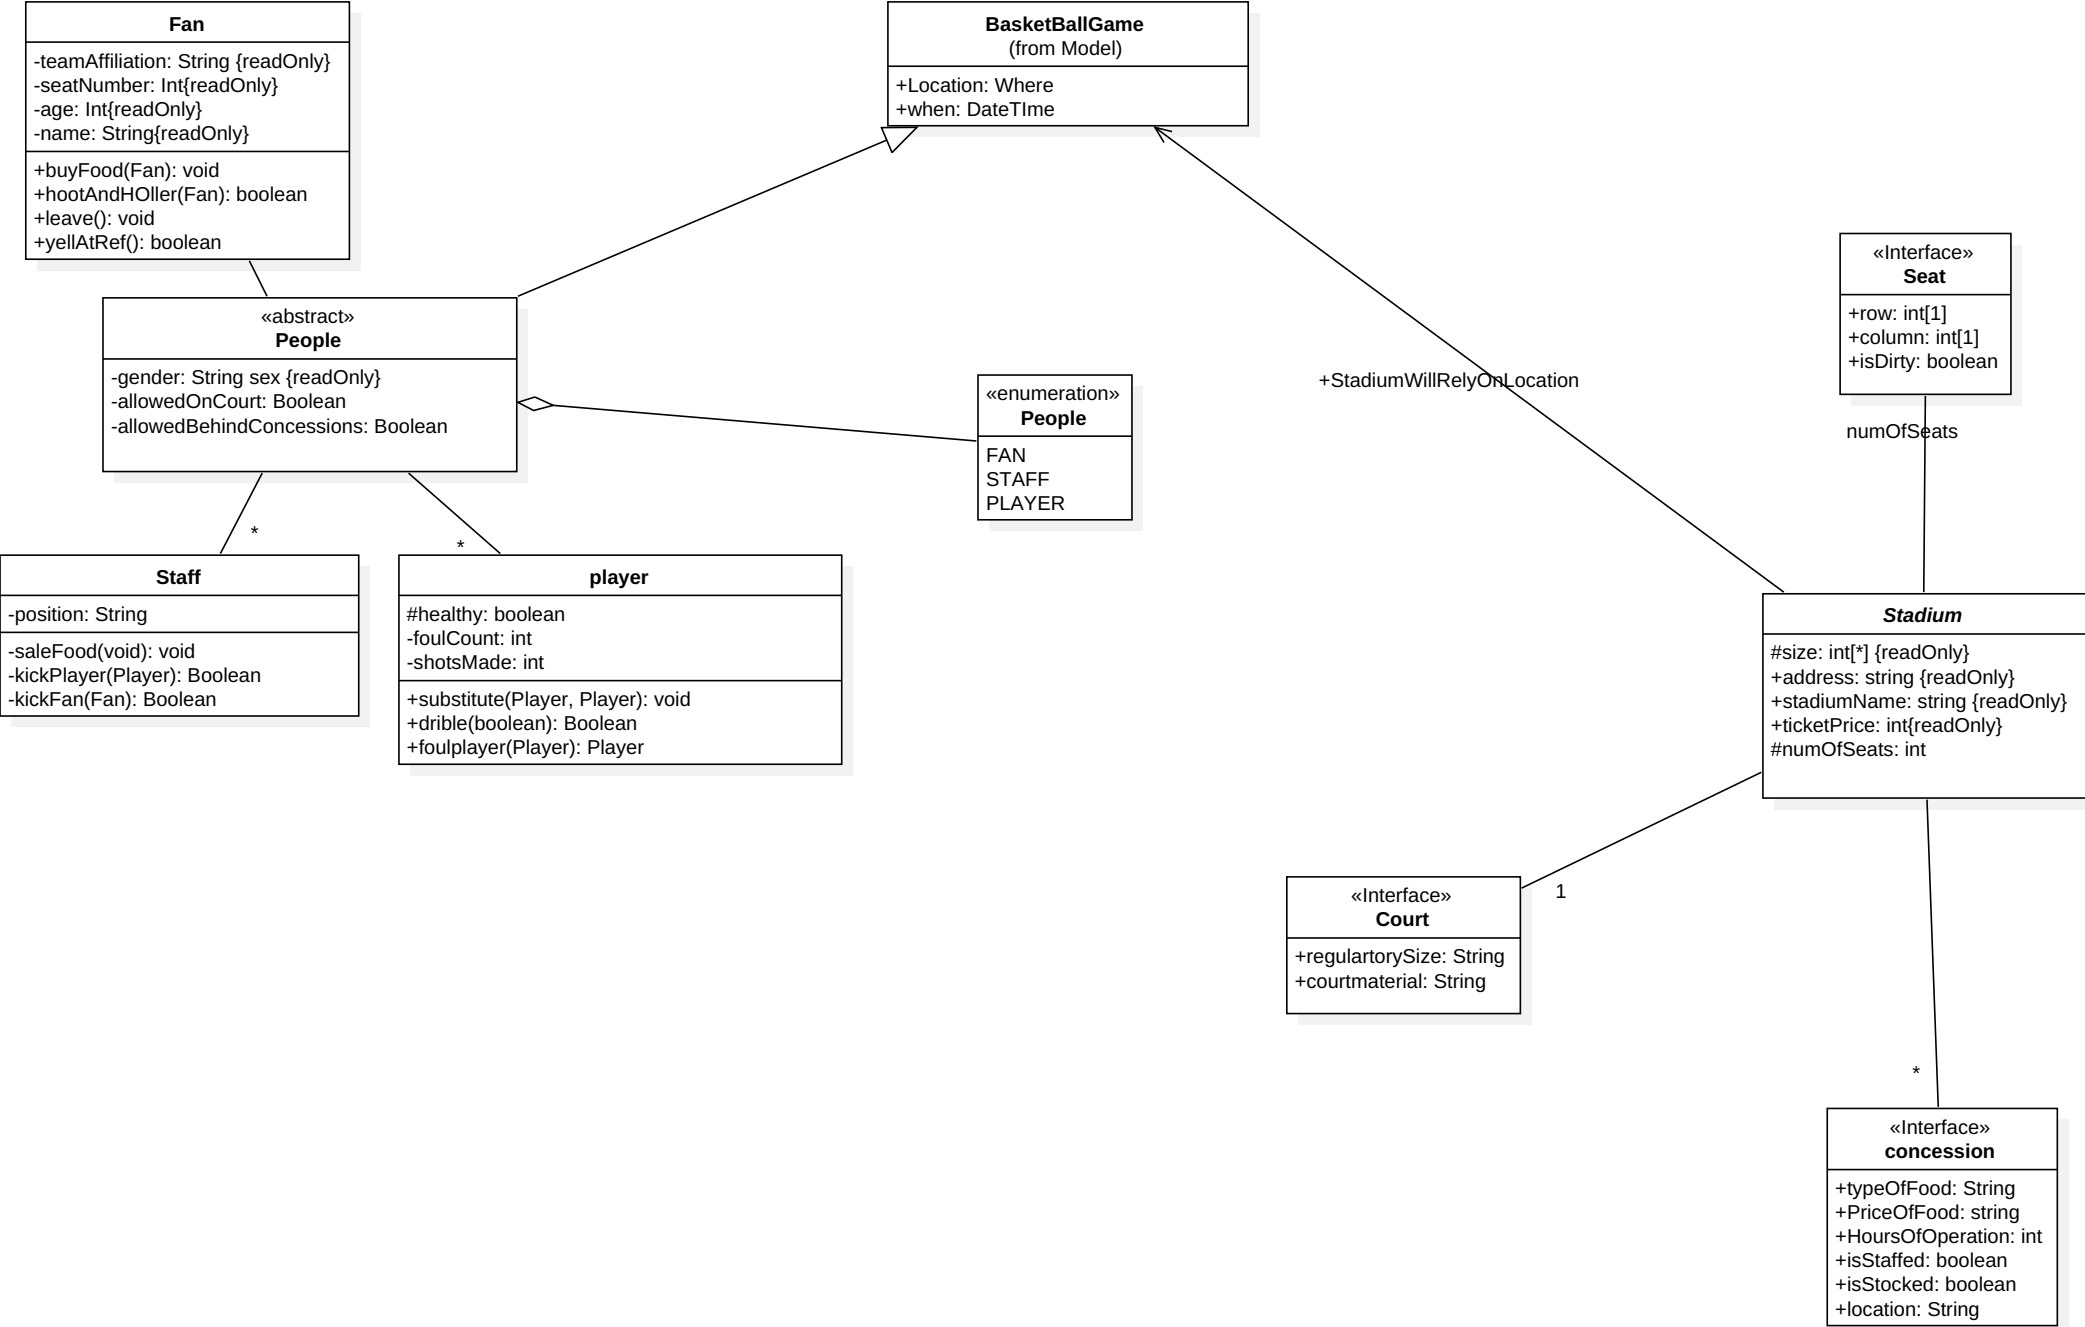 Fan
-teamAffiliation: String {readOnly}
-seatNumber: Int{readOnly}
-age: Int{readOnly}
-name: String{readOnly}
+buyFood(Fan): void
+hootAndHOller(Fan): boolean
+leave(): void
+yellAtRef(): boolean
BasketBallGame
(from Model)
+Location: Where
+when: DateTIme
«abstract»
People
-gender: String sex {readOnly}
-allowedOnCourt: Boolean
-allowedBehindConcessions: Boolean
«enumeration»
People
FAN
STAFF
PLAYER
+StadiumWillRelyOnLocation
«Interface»
Seat
+row: int[1]
+column: int[1]
+isDirty: boolean
numOfSeats
*
*
Staff
-position: String
-saleFood(void): void
-kickPlayer(Player): Boolean
-kickFan(Fan): Boolean
player
#healthy: boolean
-foulCount: int
-shotsMade: int
+substitute(Player, Player): void
+drible(boolean): Boolean
+foulplayer(Player): Player
Stadium
#size: int[*] {readOnly}
+address: string {readOnly}
+stadiumName: string {readOnly}
+ticketPrice: int{readOnly}
#numOfSeats: int
1
«Interface»
Court
+regulartorySize: String
+courtmaterial: String
*
«Interface»
concession
+typeOfFood: String
+PriceOfFood: string
+HoursOfOperation: int
+isStaffed: boolean
+isStocked: boolean
+location: String